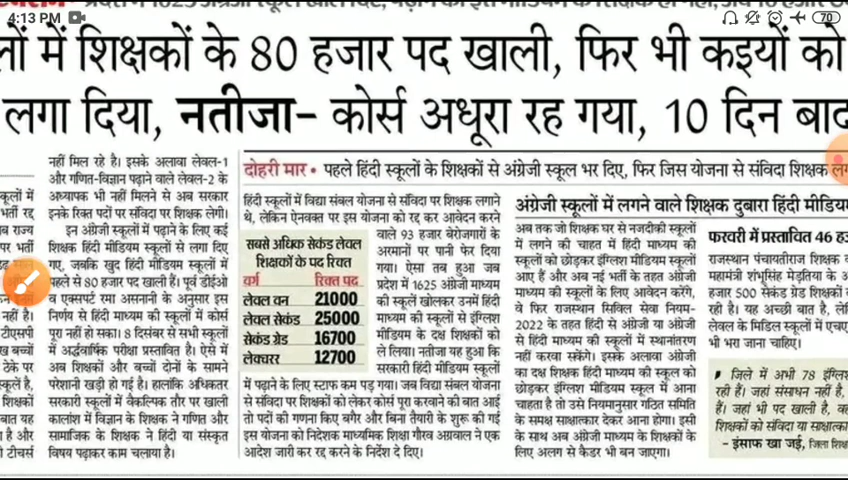 4:13 PM
70
लों में शिक्षकों के 80 हजार पद खाली, फिर भी कइयों को
लगा दिया, नतीजा- कोर्स अधूरा रह गया, 10 दिन बाद
नहीं मिल रहे है। इसके अलावा लेवल-1
और गणित-विज्ञान पढ़ाने वाले लेवल-2 के
अध्यापक भी नहीं मिलने से अब सरकार
इनके रिक्त पदों पर संविदा पर शिक्षक लेगी।
इन अंग्रेजी स्कूलों में पढ़ाने के लिए कई
शिक्षक हिंदी मीडियम स्कूलों से लगा दिए
गए, जबकि खुद हिंदी मीडियम स्कूलों में
पहले से 80 हजार पद खाली हैं। पूर्व डीईओ
व एक्सपर्ट रमा असनानी के अनुसार इस
निर्णय से हिंदी माध्यम की स्कूलों में कोर्स
पूरा नहीं हो सका। 8 दिसंबर से सभी स्कूलों
में अर्द्धवार्षिक परीक्षा प्रस्तावित है। ऐसे में
अब शिक्षकों और बच्चों दोनों के सामने
परेशानी खड़ी हो गई है। हालांकि अधिकतर
सरकारी स्कूलों में वैकल्पिक तौर पर खाली
कालांश में विज्ञान के शिक्षक ने गणित और
सामाजिक के शिक्षक ने हिंदी या संस्कृत
विषय पढ़ाकर काम चलाया है।
दोहरी मार • पहले हिंदी स्कूलों के शिक्षकों से अंग्रेजी स्कूल भर दिए, फिर जिस योजना से संविदा शिक्षक
हिंदी स्कूलों में विद्या संबल योजना से संविदा पर शिक्षक लगाने
थे, लेकिन ऐनवक्त पर इस योजना को रद्द कर आवेदन करने
वाले 93 हजार बेरोजगारों के
अरमानों पर पानी फेर दिया
गया। ऐसा तब हुआ जब
प्रदेश में 1625 अंग्रेजी माध्यम
की स्कूलें खोलकर उनमें हिंदी
माध्यम की स्कूलों से इंग्लिश
मीडियम के दक्ष शिक्षकों को
ले लिया। नतीजा यह हुआ कि
सरकारी हिंदी मीडियम स्कूलों
में पढ़ाने के लिए स्टाफ कम पड़ गया। जब विद्या संबल योजना
से संविदा पर शिक्षकों को लेकर कोर्स पूरा करवाने की बात आई
तो पदों की गणना किए बगैर और बिना तैयारी के शुरू की गई
इस योजना को निदेशक माध्यमिक शिक्षा गौरव अग्रवाल ने एक
आदेश जारी कर रद्द करने के निर्देश दे दिए।
सबसे अधिक सेकंड लेवल
शिक्षकों के पद रिक्त
वर्ग रिक्त पद
लेवल वन 21000
लेवल सेकंड 25000
सेकंड ग्रेड 16700
लेक्चरर 12700
अंग्रेजी स्कूलों में लगने वाले शिक्षक दुबारा हिंदी मीडियम
अब तक जो शिक्षक घर से नजदीकी स्कूलों
में लगने की चाहत में हिंदी माध्यम की
स्कूलों को छोड़कर इंग्लिश मीडियम स्कूलों
आए हैं और अब नई भर्ती के तहत अंग्रेजी
माध्यम की स्कूलों के लिए आवेदन करेंगे,
वे फिर राजस्थान सिविल सेवा नियम-
2022 के तहत हिंदी से अंग्रेजी या अंग्रेजी
से हिंदी माध्यम की स्कूलों में स्थानांतरण
नहीं करवा सकेंगे। इसके अलावा अंग्रेजी
का दक्ष शिक्षक हिंदी माध्यम की स्कूल को
छोड़कर इंग्लिश मीडियम स्कूल में आना
चाहता है तो उसे नियमानुसार गठित समिति
के समक्ष साक्षात्कार देकर आना होगा। इसी
के साथ अब अंग्रेजी माध्यम के शिक्षकों के
लिए अलग से कैडर भी बन जाएगा।
फरवरी में प्रस्तावित 46 ह
राजस्थान पंचायतीराज शिक्षक
महामंत्री शंभूसिंह मेड़तिया के
हजार 500 सेकंड ग्रेड शिक्षकों
रही है। यह अच्छी बात है,
लेवल के मिडिल स्कूलों में
भी भरा जाना चाहिए।
जिले में अभी 78 इंग्लि
रही हैं। जहां संसाधन नहीं है,
हैं। जहां भी पद खाली है,
शिक्षकों को संविदा या
- इंसाफ खा जई, जिला